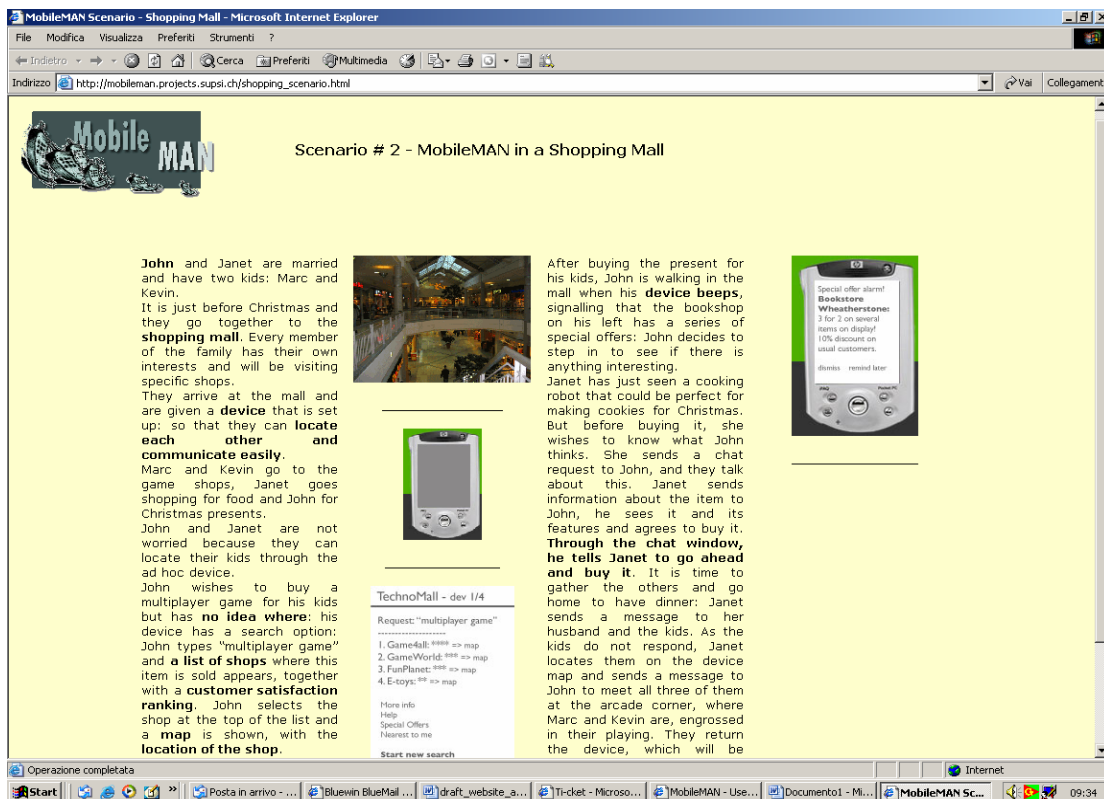 MobileMAN Scenario - Shopping Mall - Microsoft Internet Explorer
File Modifica Visualizza Preferiti Strumenti ?
Indietro Cerca Preferiti Multimedia
Indirizzo http://mobileman.projects.supsi.ch/shopping_scenario.html Vai Collegament
Mobile
MAN
Scenario # 2 - MobileMAN in a Shopping Mall
John and Janet are married
and have two kids: Marc and
Kevin.
It is just before Christmas and
they go together to the
shopping mall. Every member
of the family has their own
interests and will be visiting
specific shops.
They arrive at the mall and
are given a device that is set
up: so that they can locate
each other and
communicate easily.
Marc and Kevin go to the
game shops, Janet goes
shopping for food and John for
Christmas presents.
John and Janet are not
worried because they can
locate their kids through the
ad hoc device.
John wishes to buy a
multiplayer game for his kids
but has no idea where: his
device has a search option:
John types "multiplayer game"
and a list of shops where this
item is sold appears, together
with a customer satisfaction
ranking. John selects the
shop at the top of the list and
a map is shown, with the
location of the shop.
TechnoMall - dev 1/4
Request: "multiplayer game"
--------------------
1. Game4all: **** => map
2. GameWorld: *** => map
3. FunPlanet: *** => map
4. E-toys: ** => map
More info
Help
Special Offers
Nearest to me
Start new search
After buying the present for
his kids, John is walking in the
mall when his device beeps,
signalling that the bookshop
on his left has a series of
special offers: John decides to
step in to see if there is
anything interesting.
Janet has just seen a cooking
robot that could be perfect for
making cookies for Christmas.
But before buying it, she
wishes to know what John
thinks. She sends a chat
request to John, and they talk
about this. Janet sends
information about the item to
John, he sees it and its
features and agrees to buy it.
Through the chat window,
he tells Janet to go ahead
and buy it. It is time to
gather the others and go
home to have dinner: Janet
sends a message to her
husband and the kids. As the
kids do not respond, Janet
locates them on the device
map and sends a message to
John to meet all three of them
at the arcade corner, where
Marc and Kevin are, engrossed
in their playing. They return
the device, which will be
Special offer alarm!
Bookstore
Wheatherstone:
3 for 2 on several
items on display!
10% discount on
usual customers.
dismiss remind later
Operazione completata Internet
Start » Posta in arrivo - ... Bluewin BlueMail ... draft_website_a... Ti-cket - Microso... MobileMAN - Use... Documento1 - Mi... MobileMAN Sc... 09:34